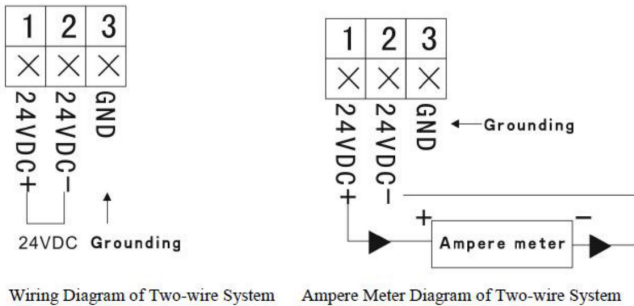 1 2 3
24VDC+ 24VDC- GND
24VDC Grounding
Wiring Diagram of Two-wire System
1 2 3
24VDC+ 24VDC- GND
Grounding
+ -
Ampere meter
Ampere Meter Diagram of Two-wire System